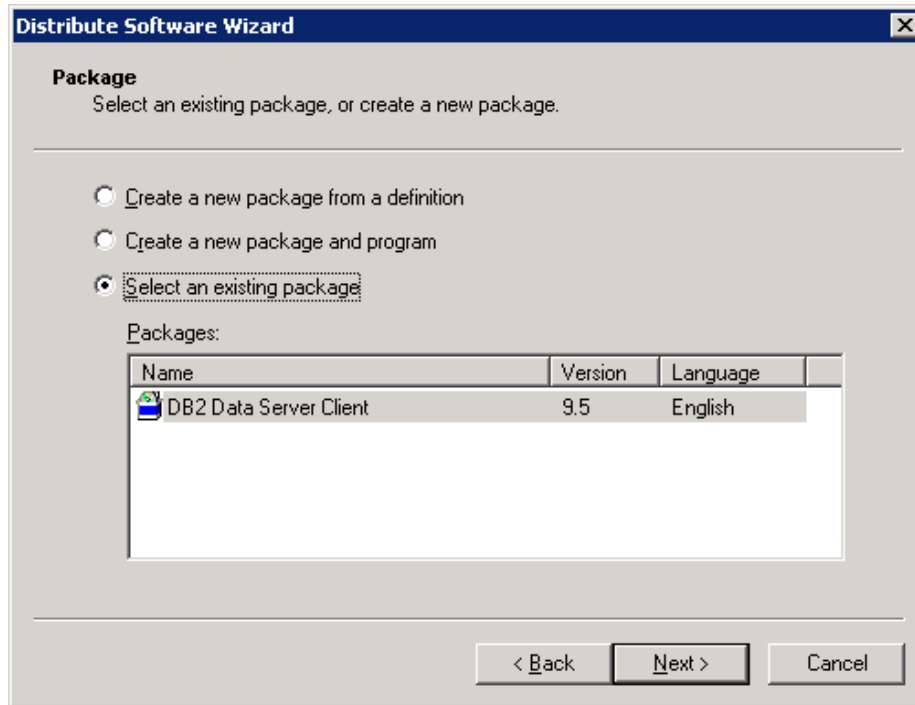 Distribute Software Wizard
Package
Select an existing package, or create a new package.
Create a new package from a definition
Create a new package and program
Select an existing package
Packages:
Name Version Language
DB2 Data Server Client 9.5 English
< Back Next > Cancel